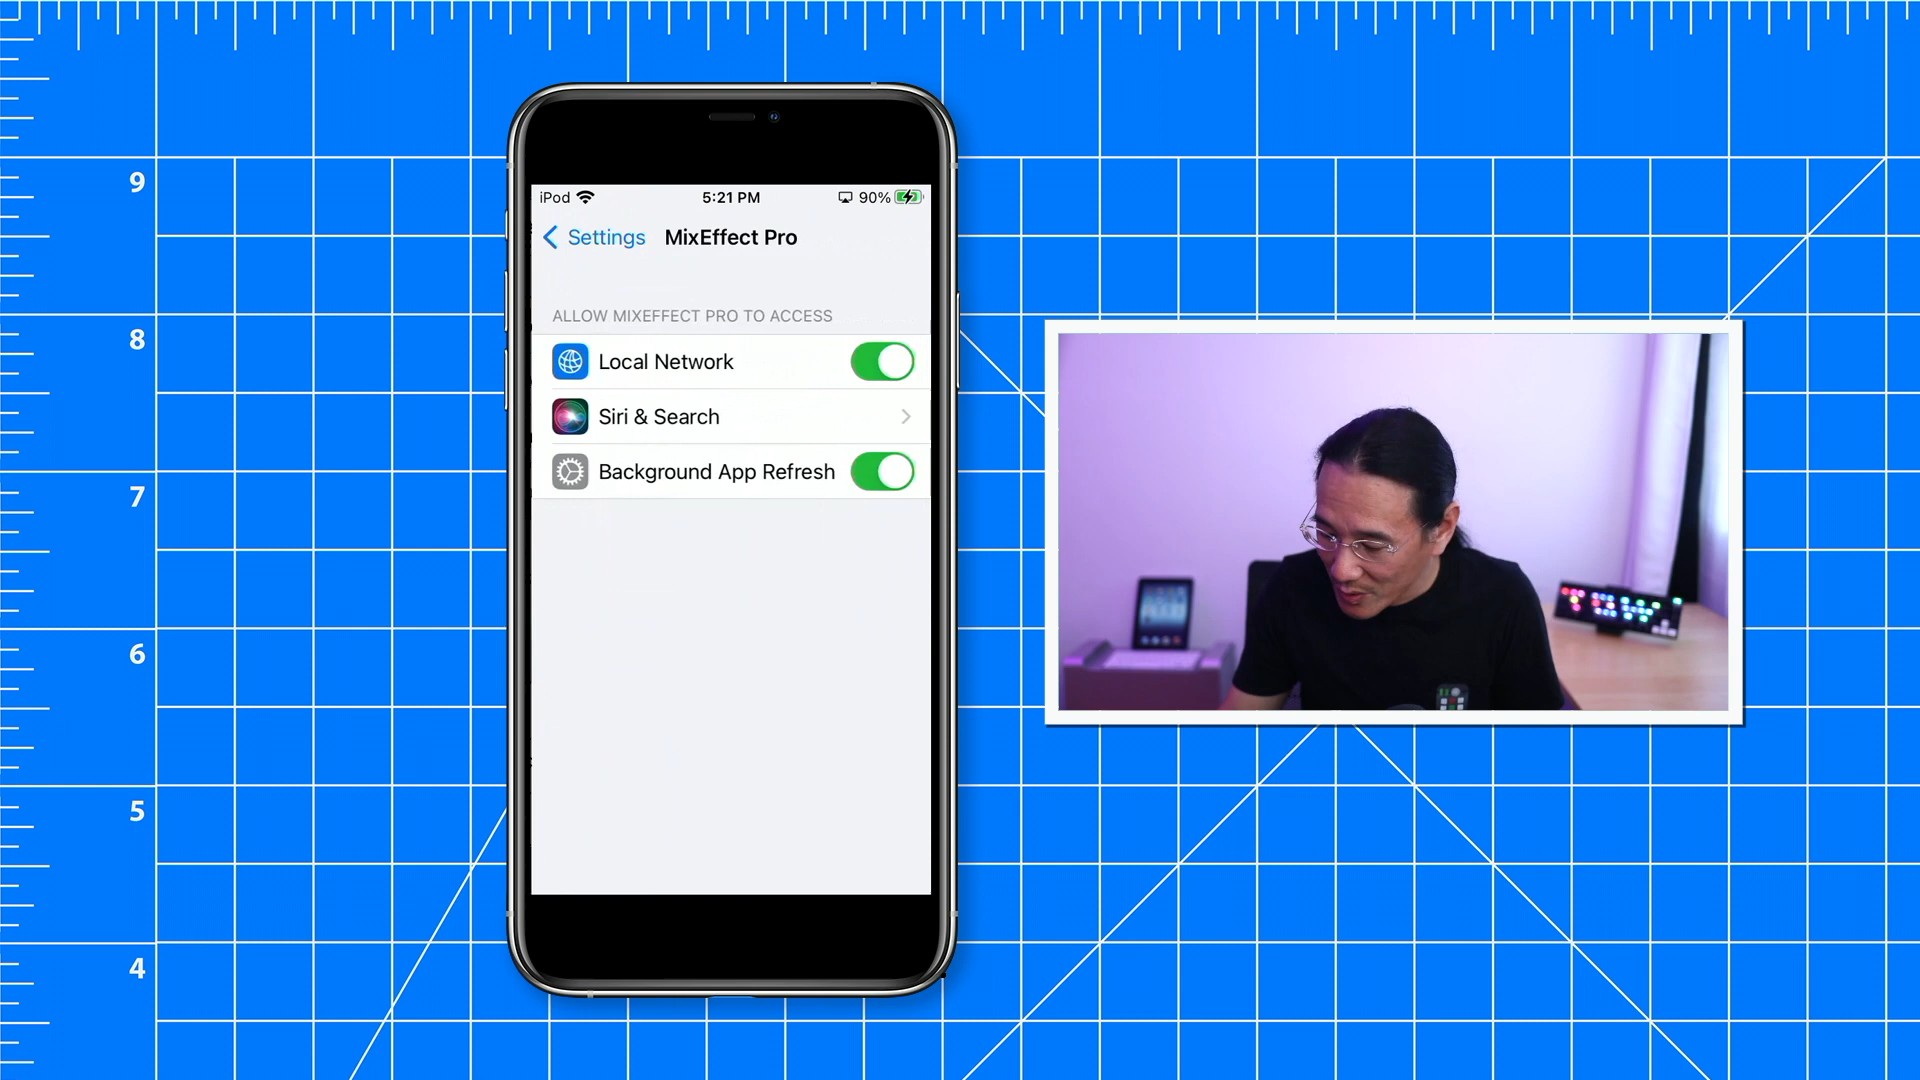 9
8
7
6
5
4
iPod 5:21 PM 90%
Settings MixEffect Pro
ALLOW MIXEFFECT PRO TO ACCESS
Local Network
Siri & Search
Background App Refresh